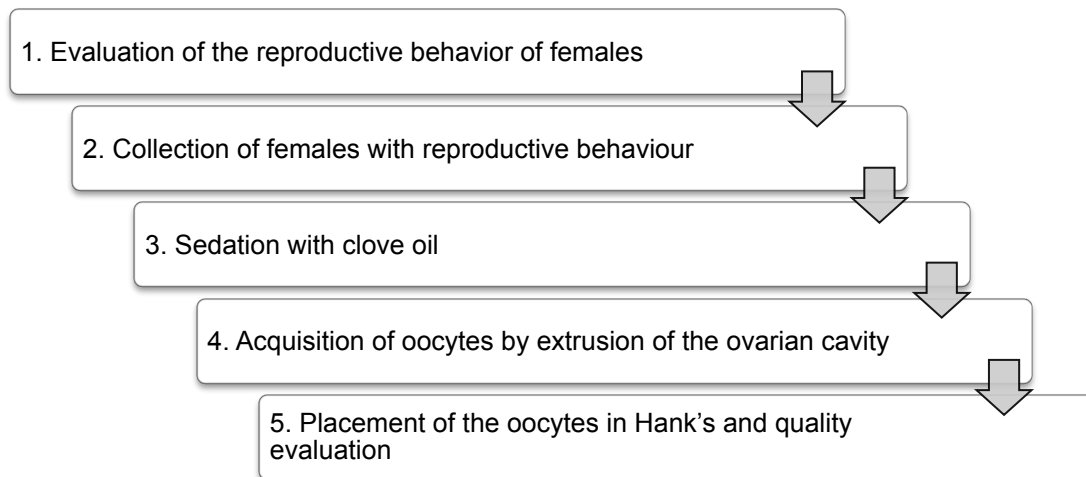 1. Evaluation of the reproductive behavior of females
2. Collection of females with reproductive behaviour
3. Sedation with clove oil
4. Acquisition of oocytes by extrusion of the ovarian cavity
5. Placement of the oocytes in Hank’s and quality
evaluation